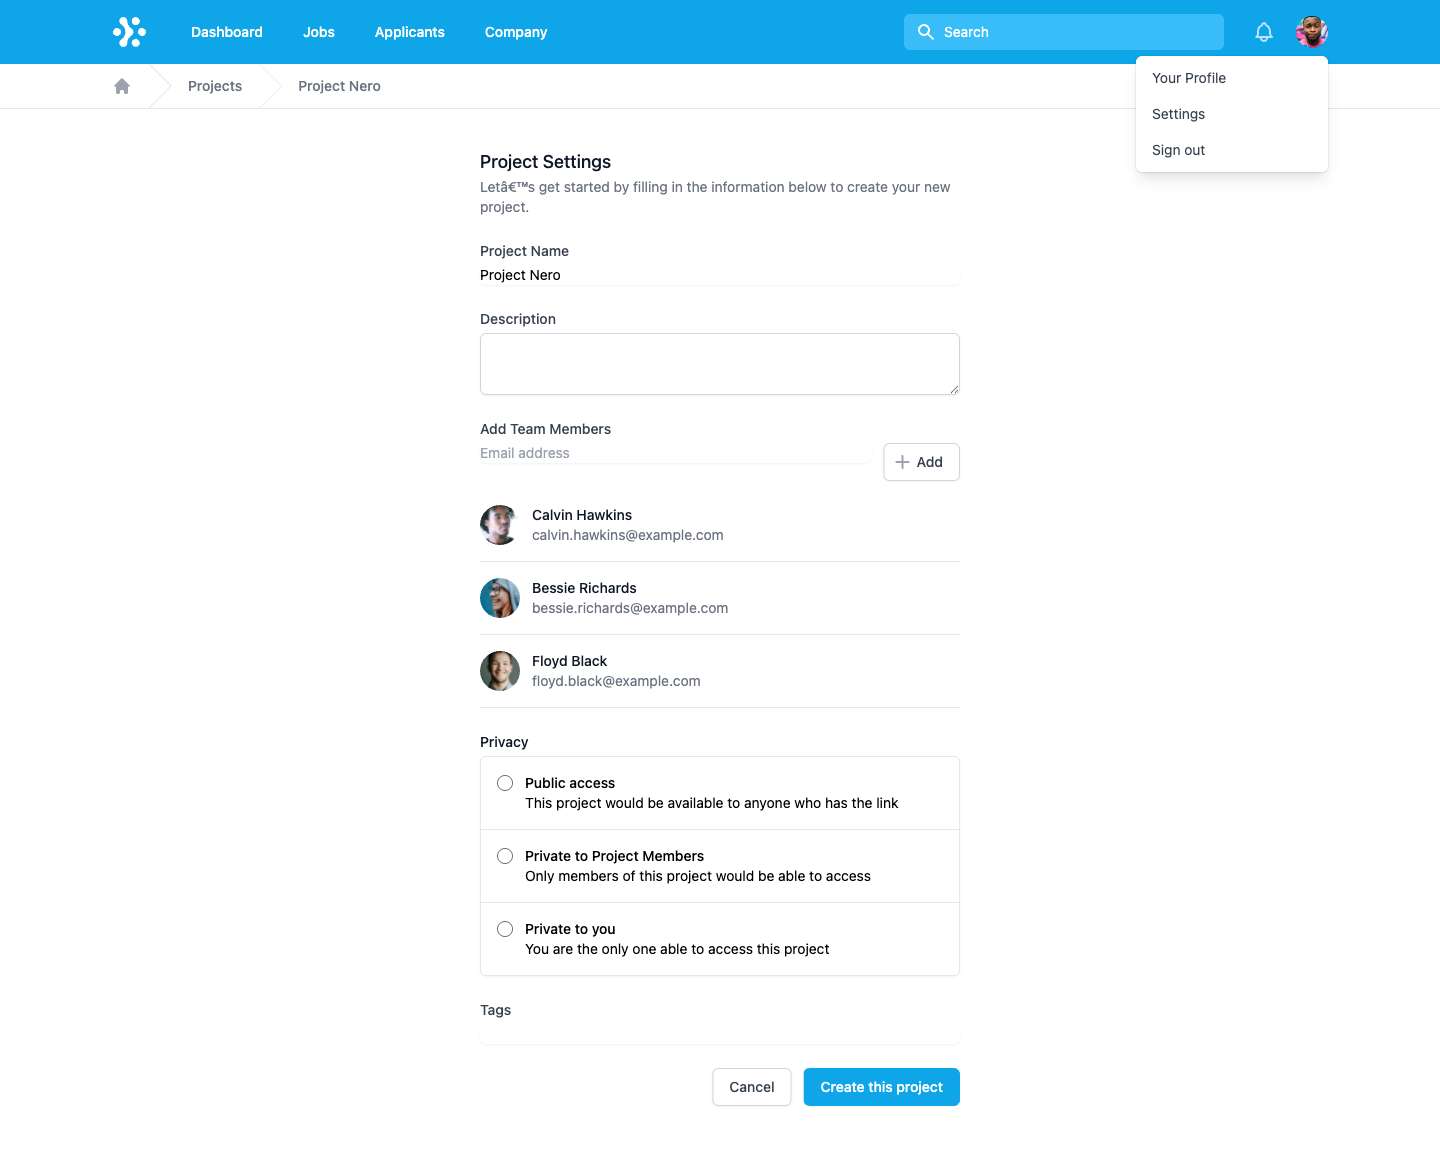 Dashboard
Jobs
Applicants
Company
Search
Projects
Project Nero
Your Profile
Settings
Sign out
Project Settings
Letâ€™s get started by filling in the information below to create your new
project.
Project Name
Project Nero
Description
Add Team Members
Email address
Add
Calvin Hawkins
calvin.hawkins@example.com
Bessie Richards
bessie.richards@example.com
Floyd Black
floyd.black@example.com
Privacy
Public access
This project would be available to anyone who has the link
Private to Project Members
Only members of this project would be able to access
Private to you
You are the only one able to access this project
Tags
Cancel
Create this project